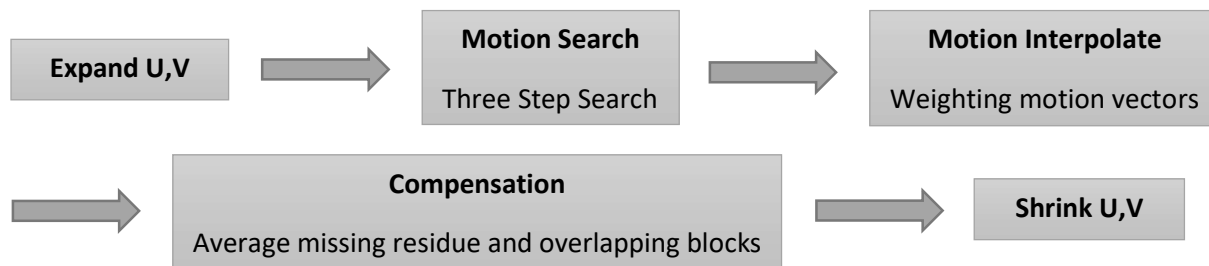 Expand U,V
Motion Search
Three Step Search
Motion Interpolate
Weighting motion vectors
Compensation
Average missing residue and overlapping blocks
Shrink U,V